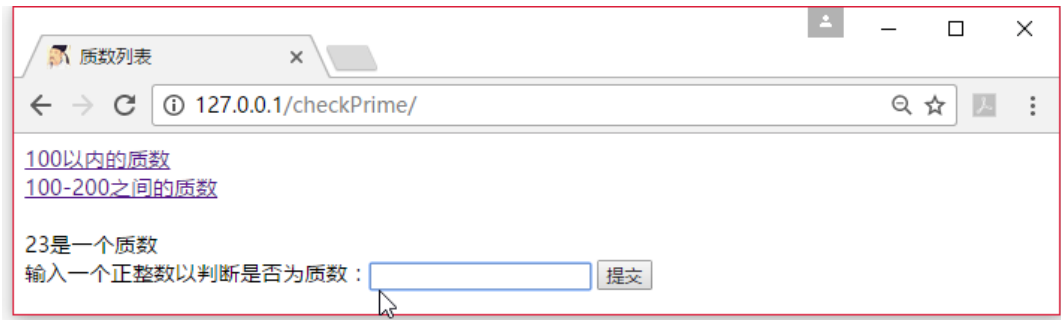 质数列表
127.0.0.1/checkPrime/
100以内的质数
100-200之间的质数
23是一个质数
输入一个正整数以判断是否为质数：
提交